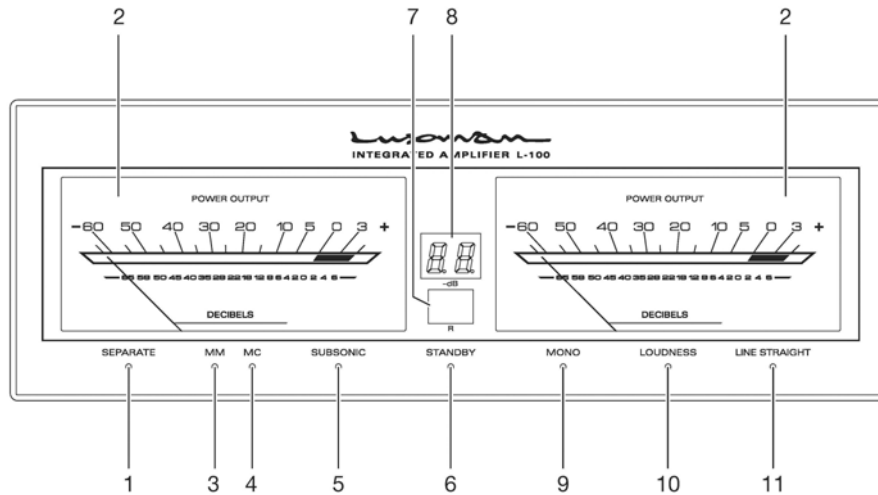 2 7 8 2
LUXMAN
INTEGRATED AMPLIFIER L-100
POWER OUTPUT
-60 50 40 30 20 10 5 0 3 +
DECIBELS
8.8.
-dB
R
POWER OUTPUT
-60 50 40 30 20 10 5 0 3 +
DECIBELS
SEPARATE MM MC SUBSONIC STANDBY MONO LOUDNESS LINE STRAIGHT
1 3 4 5 6 9 10 11